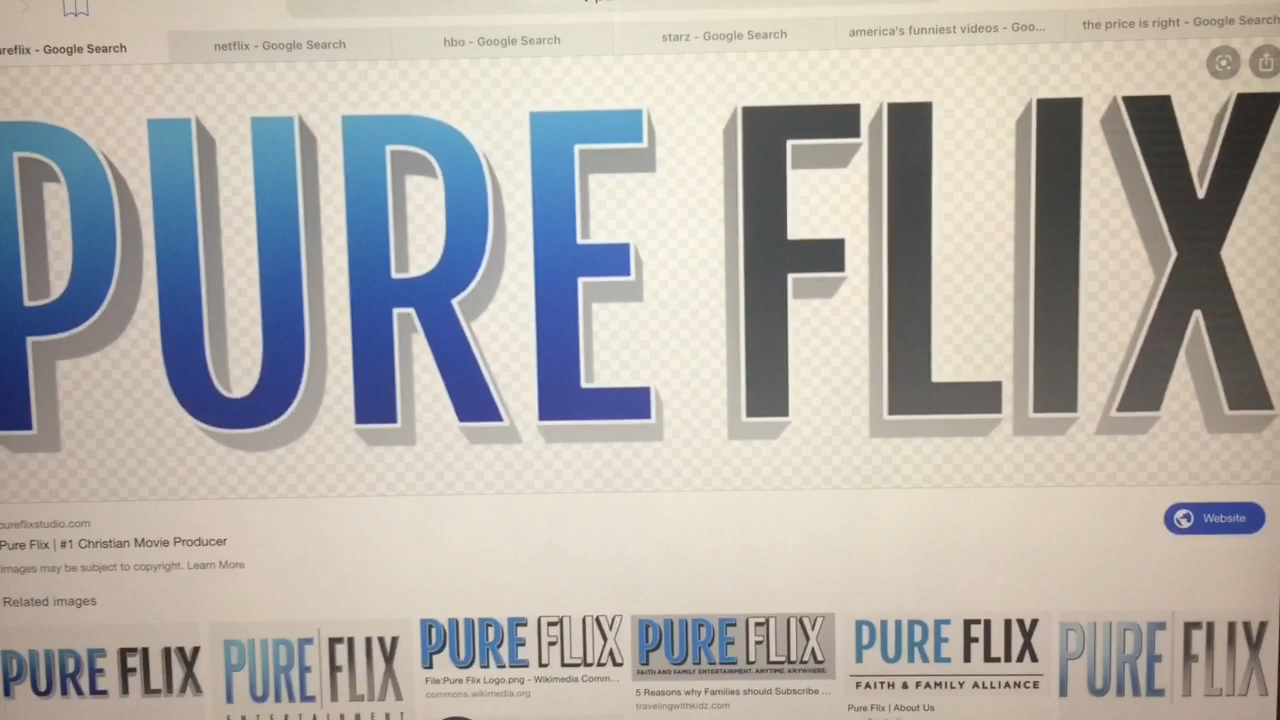 reflix - Google Search
netflix - Google Search
hbo - Google Search
starz - Google Search
america's funniest videos - Goo...
the price is right - Google Search
PURE FLIX
pureflixstudio.com
Pure Flix | #1 Christian Movie Producer
Images may be subject to copyright. Learn More
Website
Related images
PURE FLIX
PURE FLIX
ENTERTAINMENT
PURE FLIX
File:Pure Flix Logo.png - Wikimedia Comm...
commons.wikimedia.org
PURE FLIX
FAITH AND FAMILY ENTERTAINMENT. ANYTIME. ANYWHERE.
5 Reasons why Families should Subscribe ...
travelingwithkidz.com
PURE FLIX
FAITH & FAMILY ALLIANCE
Pure Flix | About Us
PURE FLIX